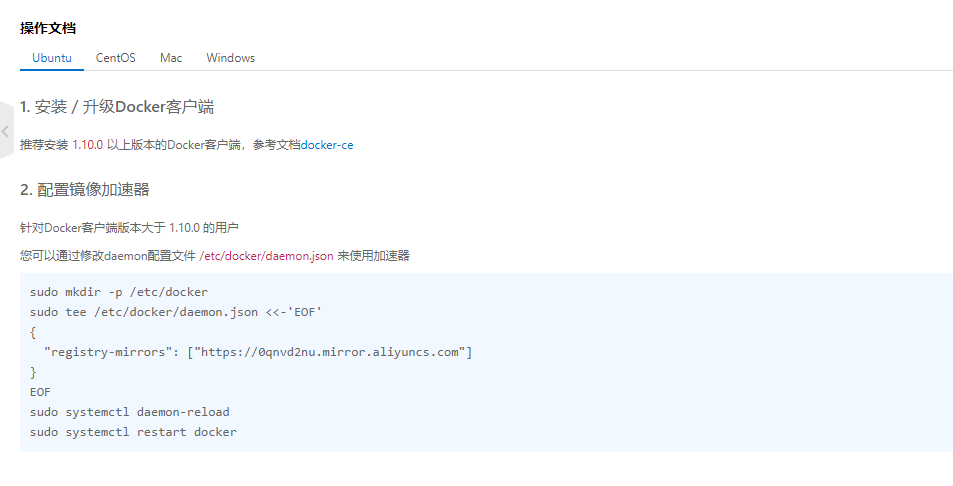 操作文档
Ubuntu CentOS Mac Windows
1. 安装 / 升级Docker客户端
推荐安装 1.10.0 以上版本的Docker客户端，参考文档docker-ce
2. 配置镜像加速器
针对Docker客户端版本大于 1.10.0 的用户
您可以通过修改daemon配置文件 /etc/docker/daemon.json 来使用加速器
sudo mkdir -p /etc/docker
sudo tee /etc/docker/daemon.json <<-'EOF'
{
  "registry-mirrors": ["https://0qnvd2nu.mirror.aliyuncs.com"]
}
EOF
sudo systemctl daemon-reload
sudo systemctl restart docker